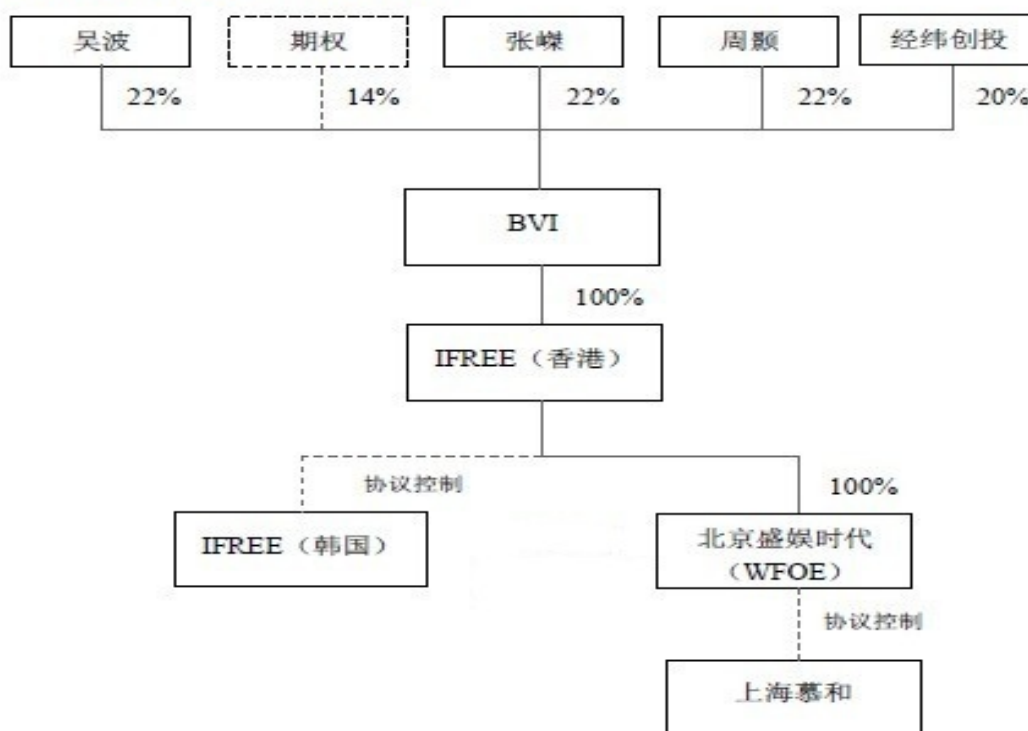 吴波
期权
张嵘
周颢
经纬创投
22%
14%
22%
22%
20%
BVI
100%
IFREE（香港）
协议控制
100%
IFREE（韩国）
北京盛娱时代
（WFOE）
协议控制
上海慕和